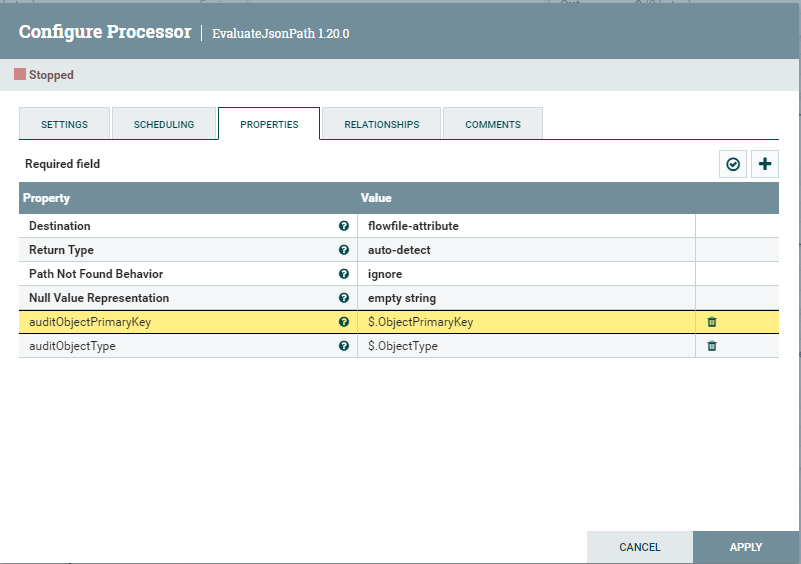 Configure Processor | EvaluateJsonPath 1.20.0
Stopped
SETTINGS SCHEDULING PROPERTIES RELATIONSHIPS COMMENTS
Required field
Property Value
Destination flowfile-attribute
Return Type auto-detect
Path Not Found Behavior ignore
Null Value Representation empty string
auditObjectPrimaryKey $.ObjectPrimaryKey
auditObjectType $.ObjectType
CANCEL APPLY